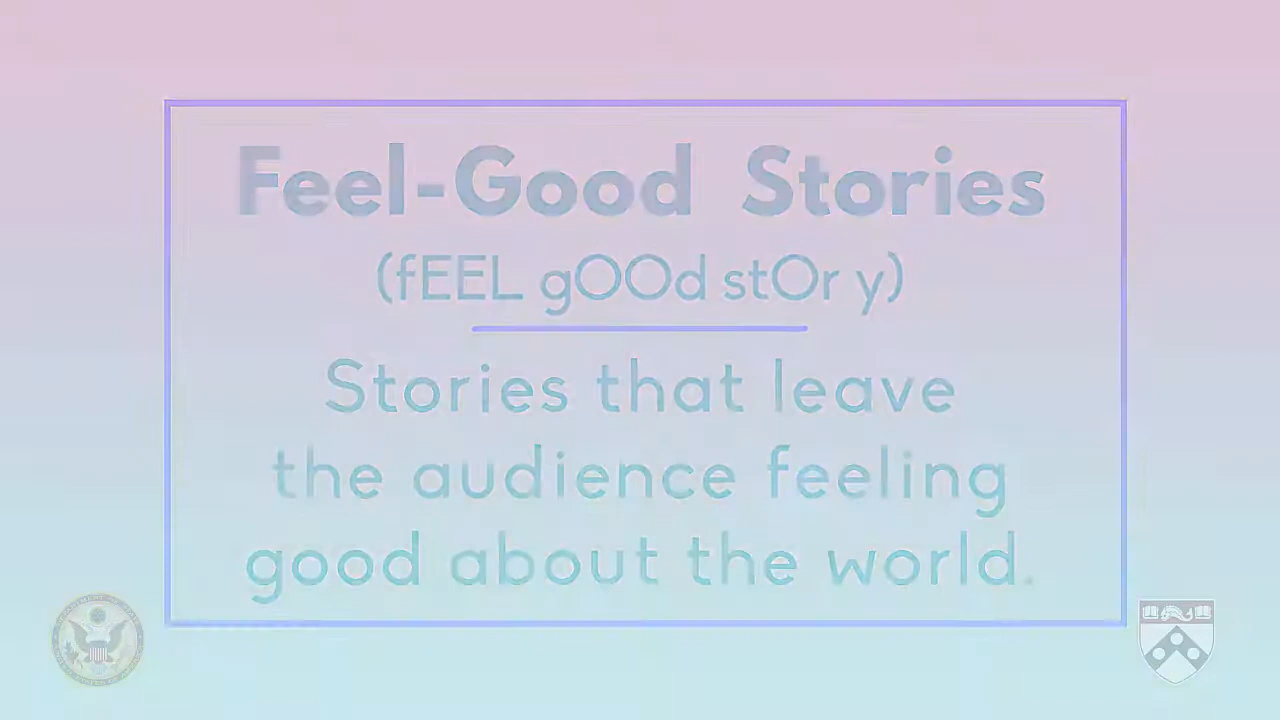 Feel-Good Stories
(fEEL gOOd stOr y)
Stories that leave
the audience feeling
good about the world.